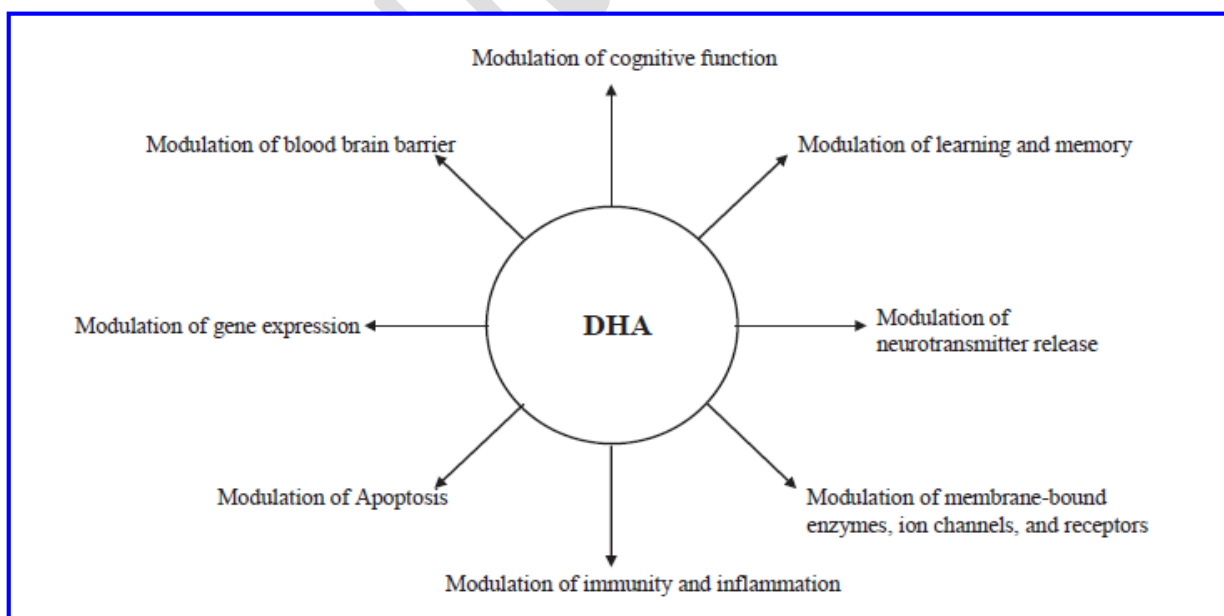 Modulation of cognitive function
Modulation of blood brain barrier
Modulation of learning and memory
Modulation of gene expression
DHA
Modulation of
neurotransmitter release
Modulation of Apoptosis
Modulation of membrane-bound
enzymes, ion channels, and receptors
Modulation of immunity and inflammation